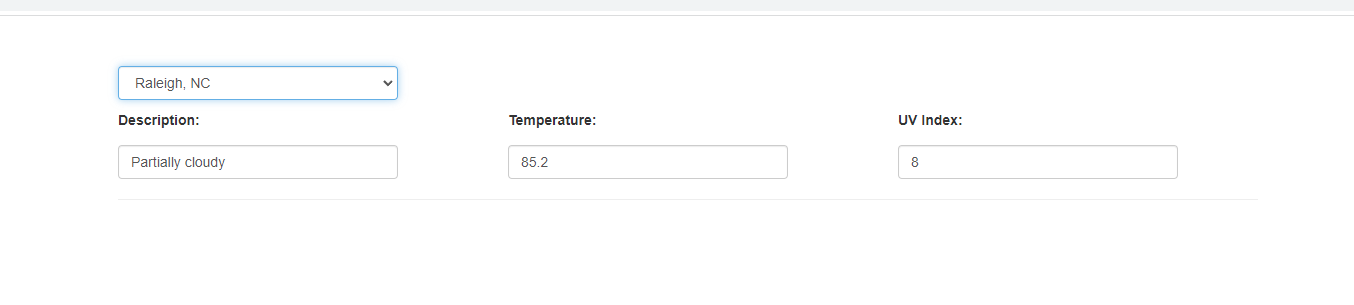 Raleigh, NC
Description: Temperature: UV Index:
Partially cloudy 85.2 8